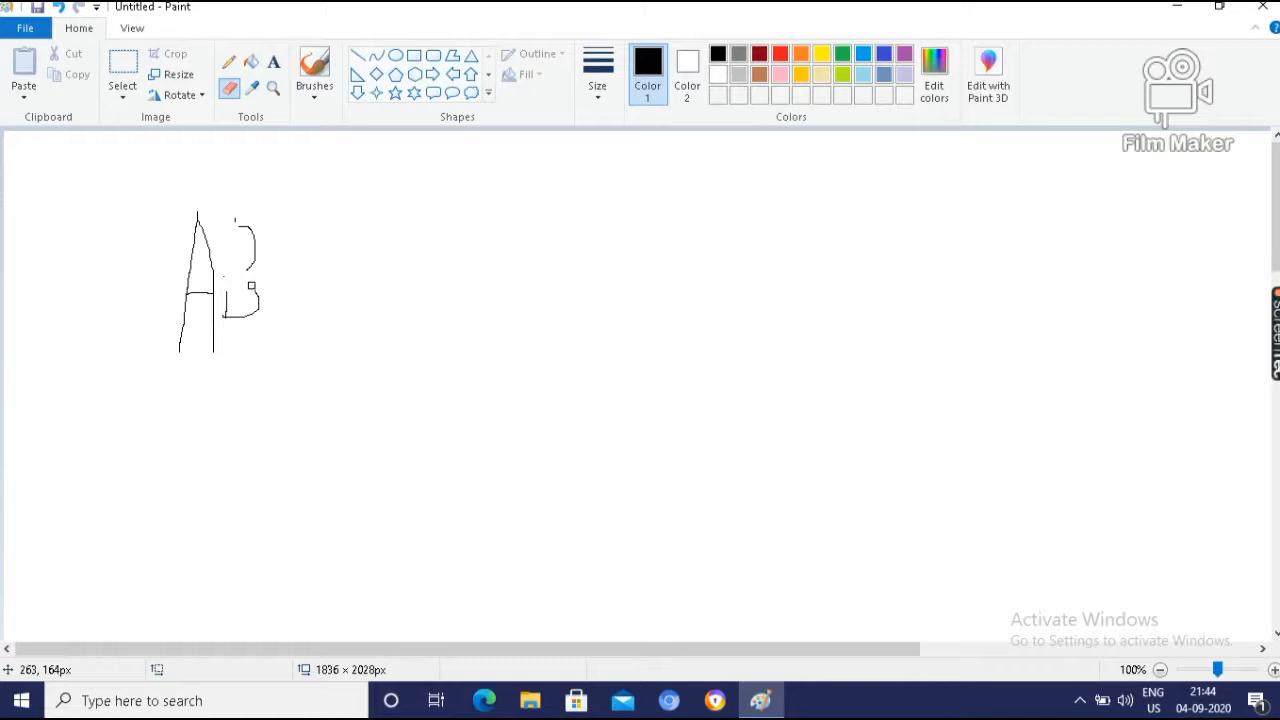 Untitled - Paint
File Home View
Paste
Cut
Copy
Clipboard
Select
Crop
Resize
Rotate
Image
A
Tools
Brushes
Outline
Fill
Shapes
Size
Color 1
Color 2
Edit colors
Colors
Edit with Paint 3D
Film Maker
A
Activate Windows
Go to Settings to activate Windows.
263, 164px
1836 × 2028px
100%
Type here to search
ENG
US
21:44
04-09-2020
1